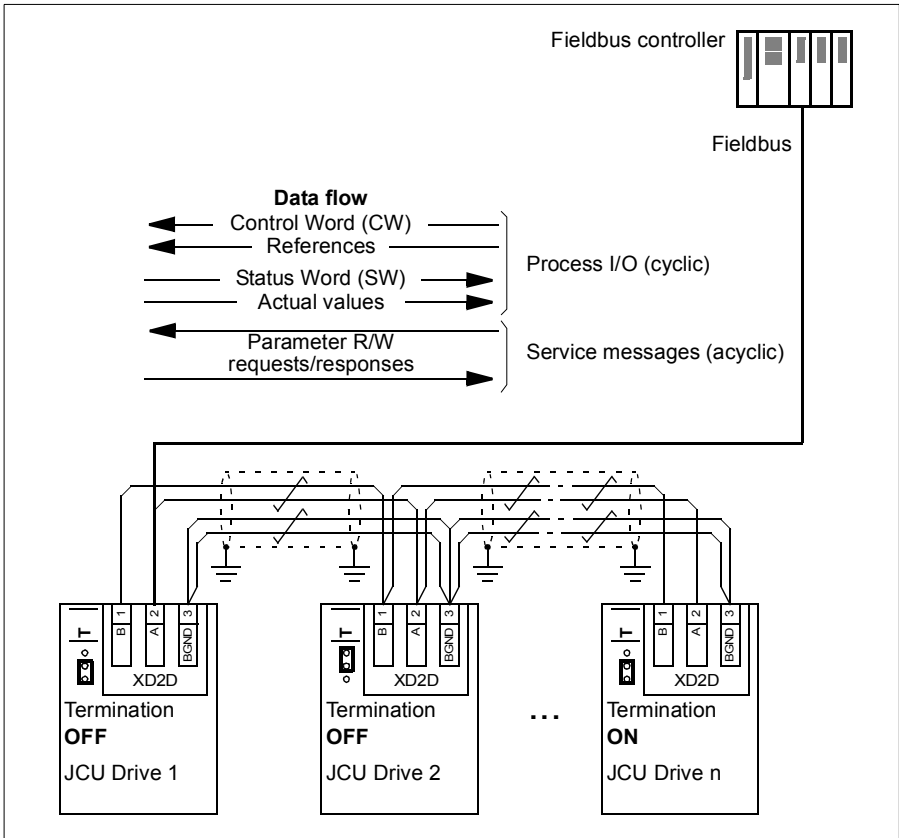 Fieldbus controller
Fieldbus
Data flow
Control Word (CW)
References
Status Word (SW)
Actual values
Process I/O (cyclic)
Parameter R/W
requests/responses
Service messages (acyclic)
T
B 1
A 2
BGND 3
XD2D
Termination
OFF
JCU Drive 1
T
B 1
A 2
BGND 3
XD2D
Termination
OFF
JCU Drive 2
...
T
B 1
A 2
BGND 3
XD2D
Termination
ON
JCU Drive n